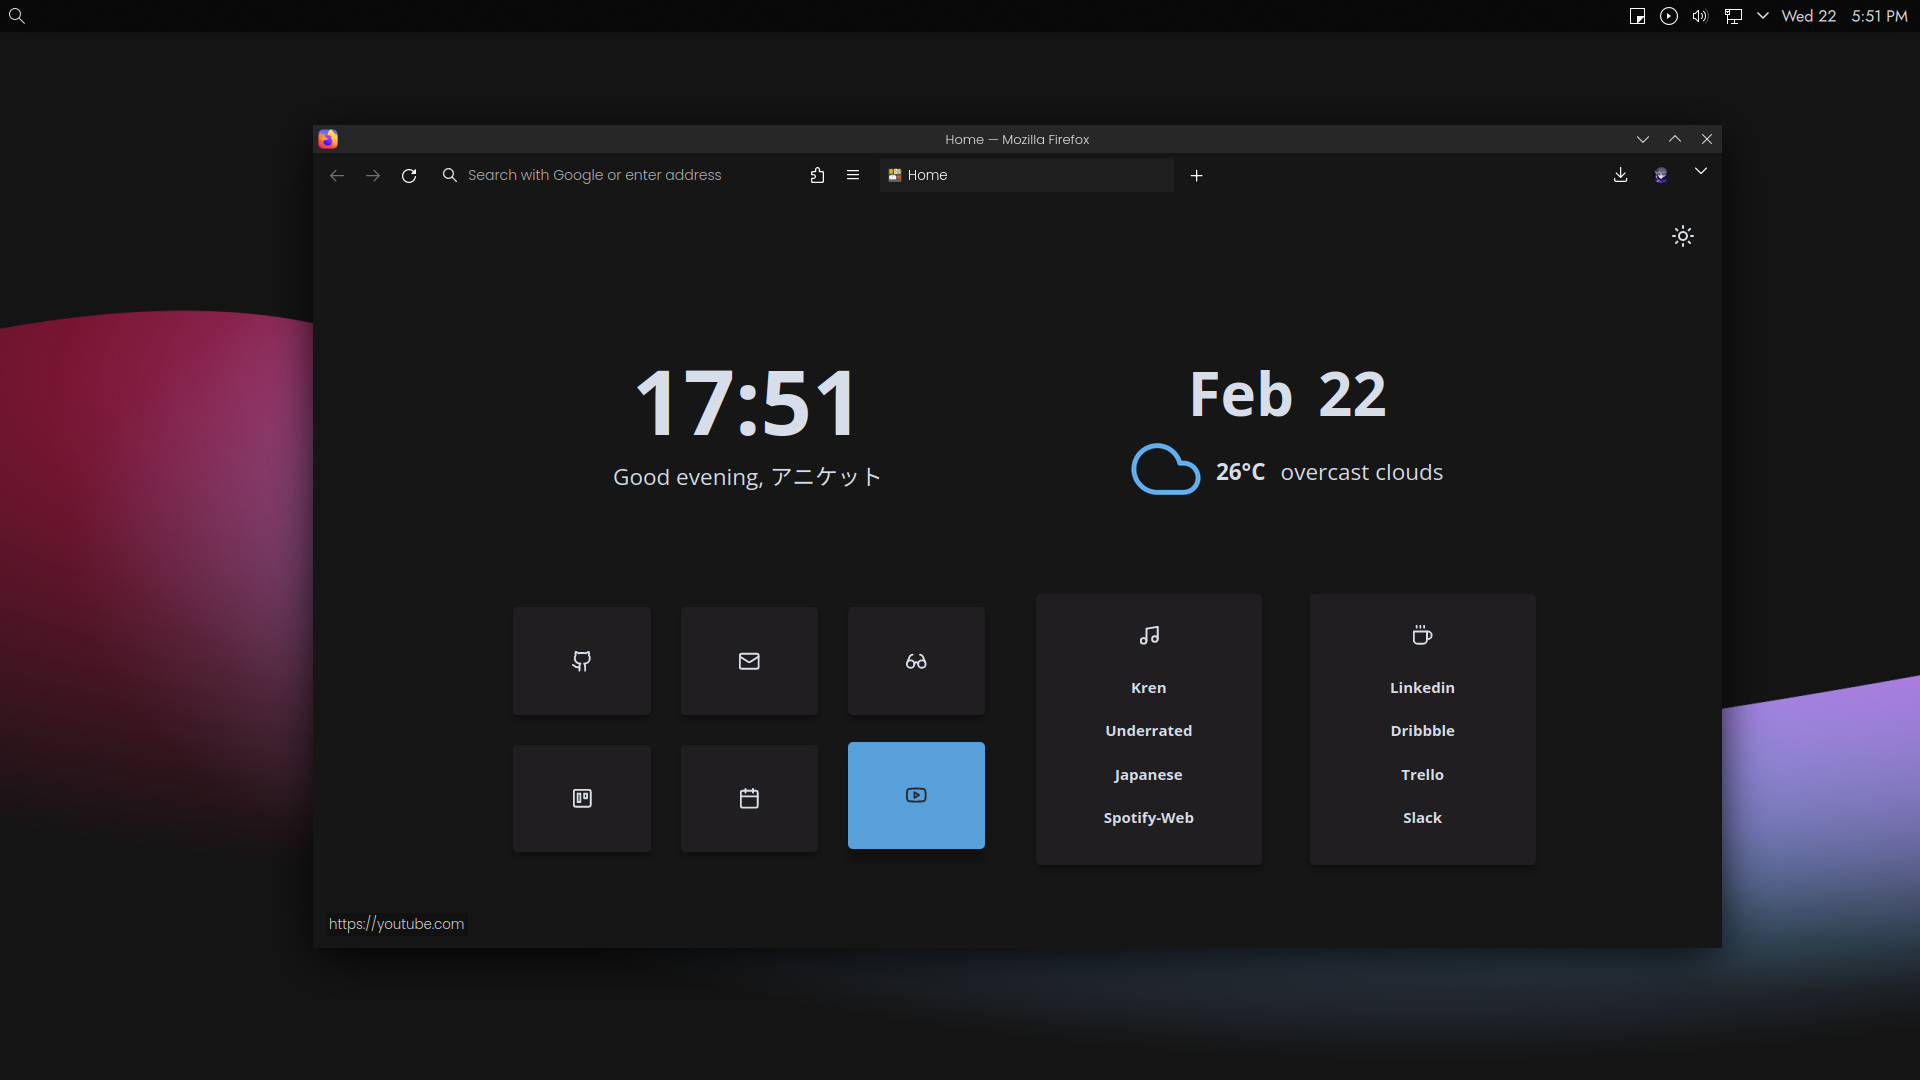 Wed 22 5:51 PM
Home — Mozilla Firefox
Search with Google or enter address
Home
17:51
Good evening, アニケット
Feb 22
26°C overcast clouds
Kren
Underrated
Japanese
Spotify-Web
Linkedin
Dribbble
Trello
Slack
https://youtube.com